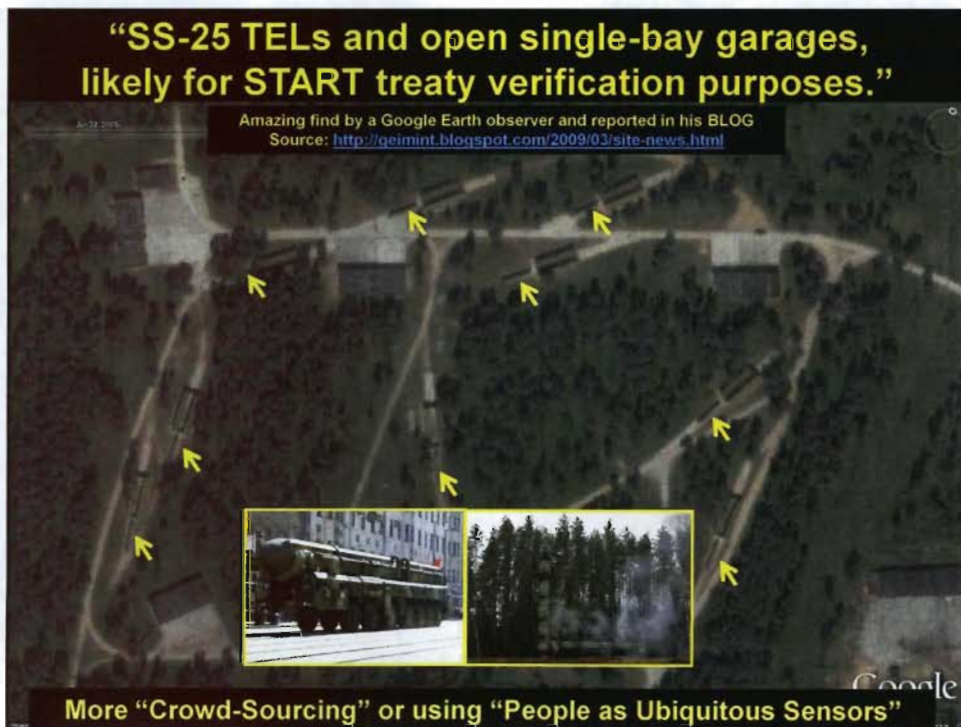 “SS-25 TELs and open single-bay garages,
likely for START treaty verification purposes.”
Amazing find by a Google Earth observer and reported in his BLOG
Source: http://geimint.blogspot.com/2009/03/site-news.html
Google
More “Crowd-Sourcing” or using “People as Ubiquitous Sensors”